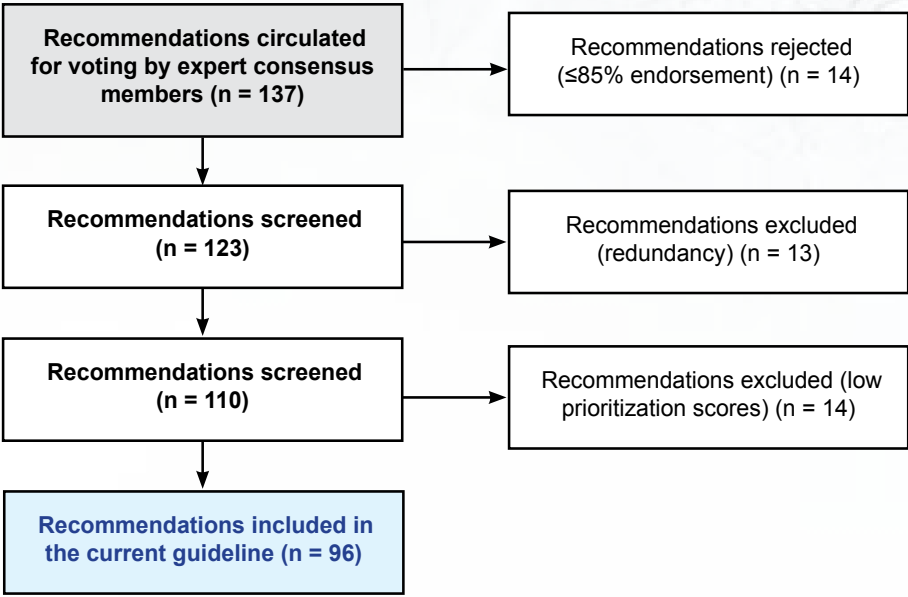 Recommendations circulated
for voting by expert consensus
members (n = 137)
Recommendations rejected
(≤85% endorsement) (n = 14)
Recommendations screened
(n = 123)
Recommendations excluded
(redundancy) (n = 13)
Recommendations screened
(n = 110)
Recommendations excluded (low
prioritization scores) (n = 14)
Recommendations included in
the current guideline (n = 96)